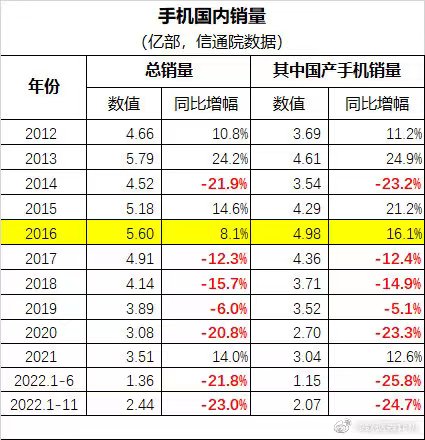 手机国内销量
(亿部，信通院数据)
年份 总销量 其中国产手机销量
数值 同比增幅 数值 同比增幅
2012 4.66 10.8% 3.69 11.2%
2013 5.79 24.2% 4.61 24.9%
2014 4.52 -21.9% 3.54 -23.2%
2015 5.18 14.6% 4.29 21.2%
2016 5.60 8.1% 4.98 16.1%
2017 4.91 -12.3% 4.36 -12.4%
2018 4.14 -15.7% 3.71 -14.9%
2019 3.89 -6.0% 3.52 -5.1%
2020 3.08 -20.8% 2.70 -23.3%
2021 3.51 14.0% 3.04 12.6%
2022.1-6 1.36 -21.8% 1.15 -25.8%
2022.1-11 2.44 -23.0% 2.07 -24.7%